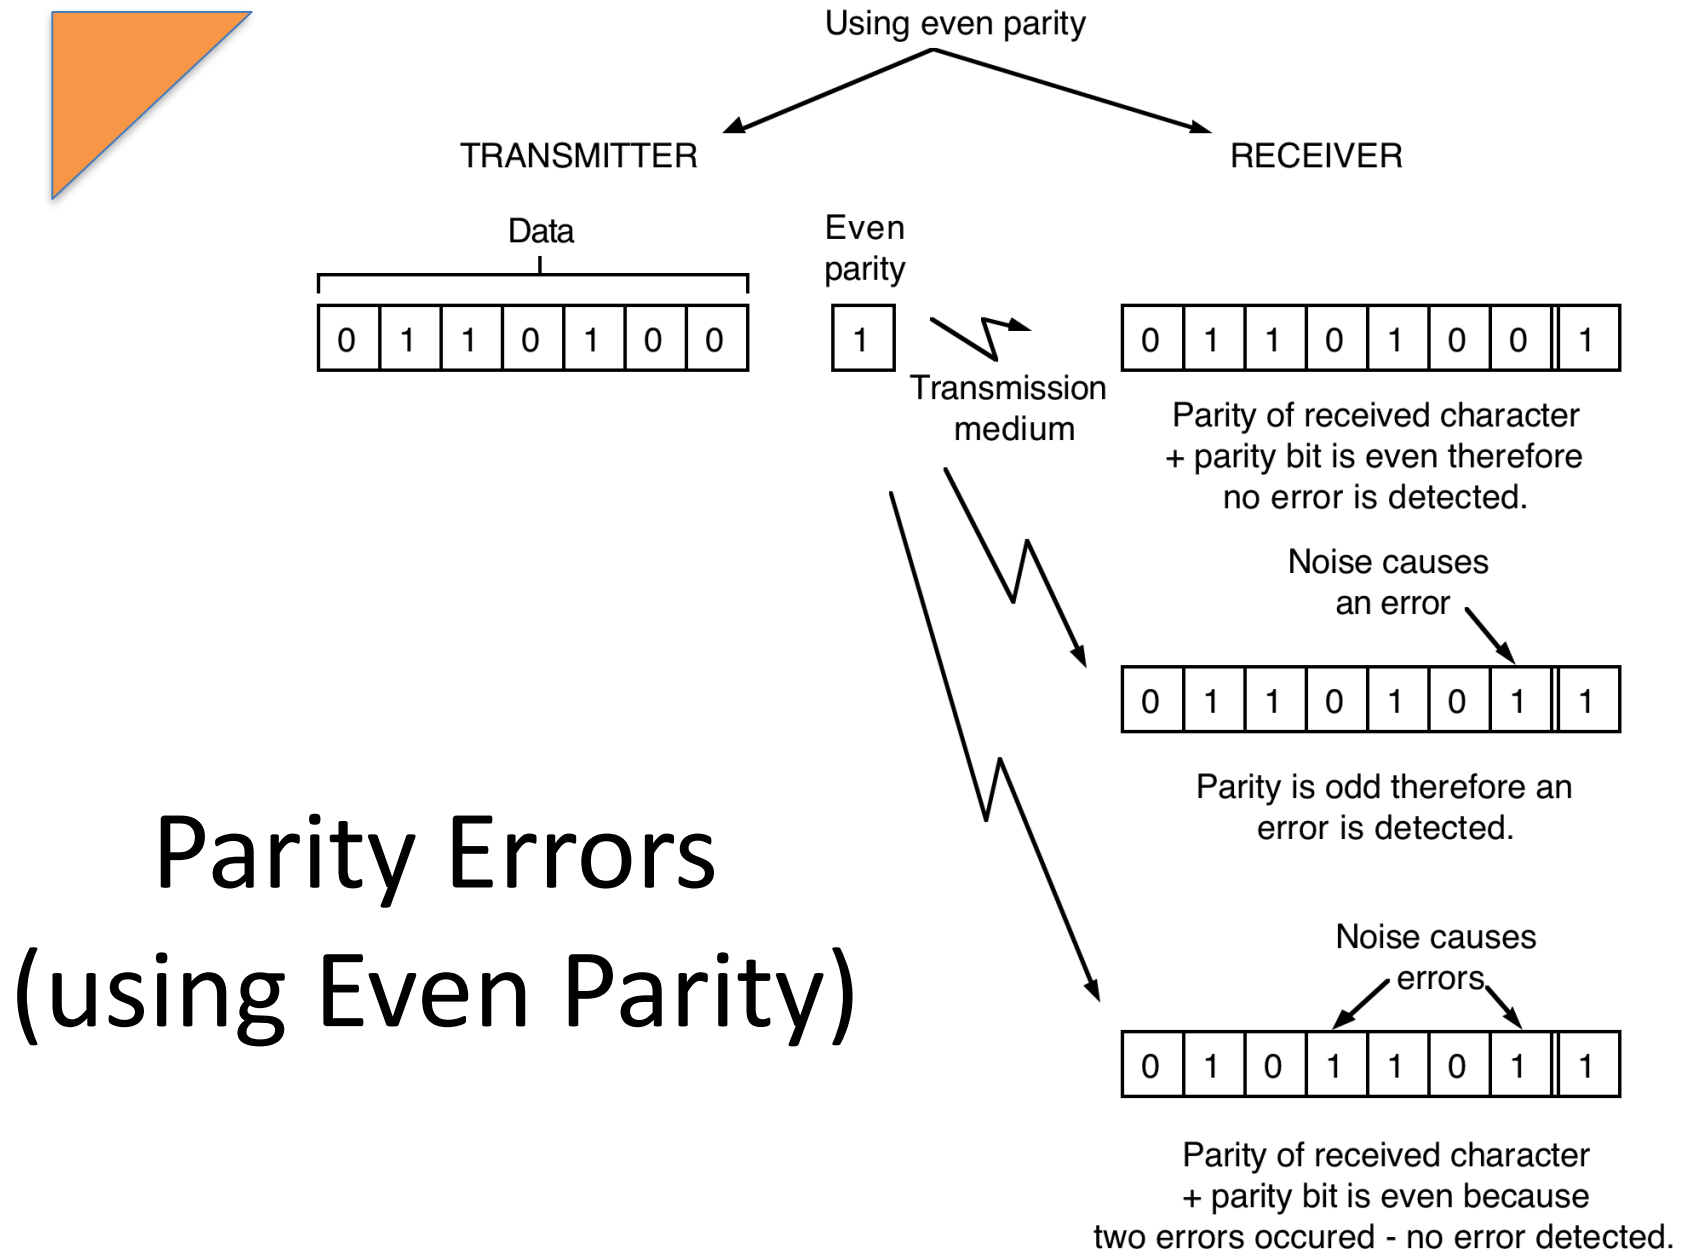 Using even parity
TRANSMITTER
RECEIVER
Data
Even
parity
0 1 1 0 1 0 0
1
Transmission
medium
0 1 1 0 1 0 0 1
Parity of received character
+ parity bit is even therefore
no error is detected.
Noise causes
an error
0 1 1 0 1 0 1 1
Parity is odd therefore an
error is detected.
Parity Errors
(using Even Parity)
Noise causes
errors
0 1 0 1 1 0 1 1
Parity of received character
+ parity bit is even because
two errors occured - no error detected.